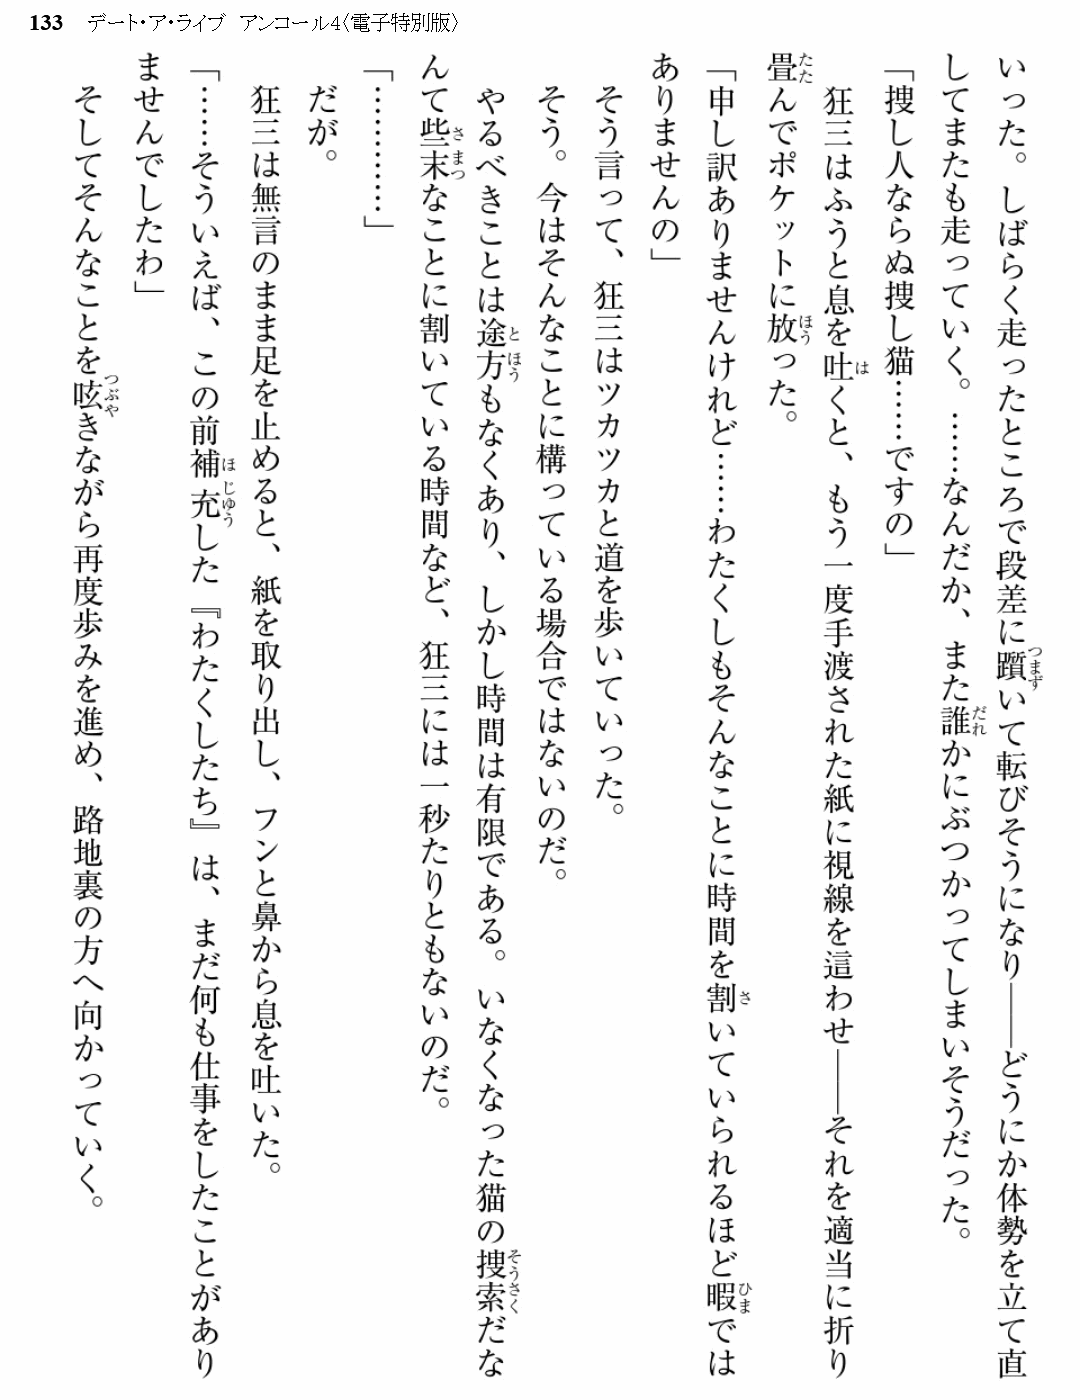 133 デート・ア・ライブ アンコール4〈電子特別版〉
いった。しばらく走ったところで段差に躓いて転びそうになり――どうにか体勢を立て直
してまたも走っていく。……なんだか、また誰かにぶつかってしまいそうだった。
「捜し人ならぬ捜し猫……ですの」
狂三はふうと息を吐くと、もう一度手渡された紙に視線を這わせ――それを適当に折り
畳んでポケットに放った。
「申し訳ありませんけれど……わたくしもそんなことに時間を割いていられるほど暇では
ありませんの」
そう言って、狂三はツカツカと道を歩いていった。
そう。今はそんなことに構っている場合ではないのだ。
やるべきことは途方もなくあり、しかし時間は有限である。いなくなった猫の捜索だな
んて些末なことに割いている時間など、狂三には一秒たりともないのだ。
「…………」
だが。
狂三は無言のまま足を止めると、紙を取り出し、フンと鼻から息を吐いた。
「……そういえば、この前補充した『わたくしたち』は、まだ何も仕事をしたことがあり
ませんでしたわ」
そしてそんなことを呟きながら再度歩みを進め、路地裏の方へ向かっていく。